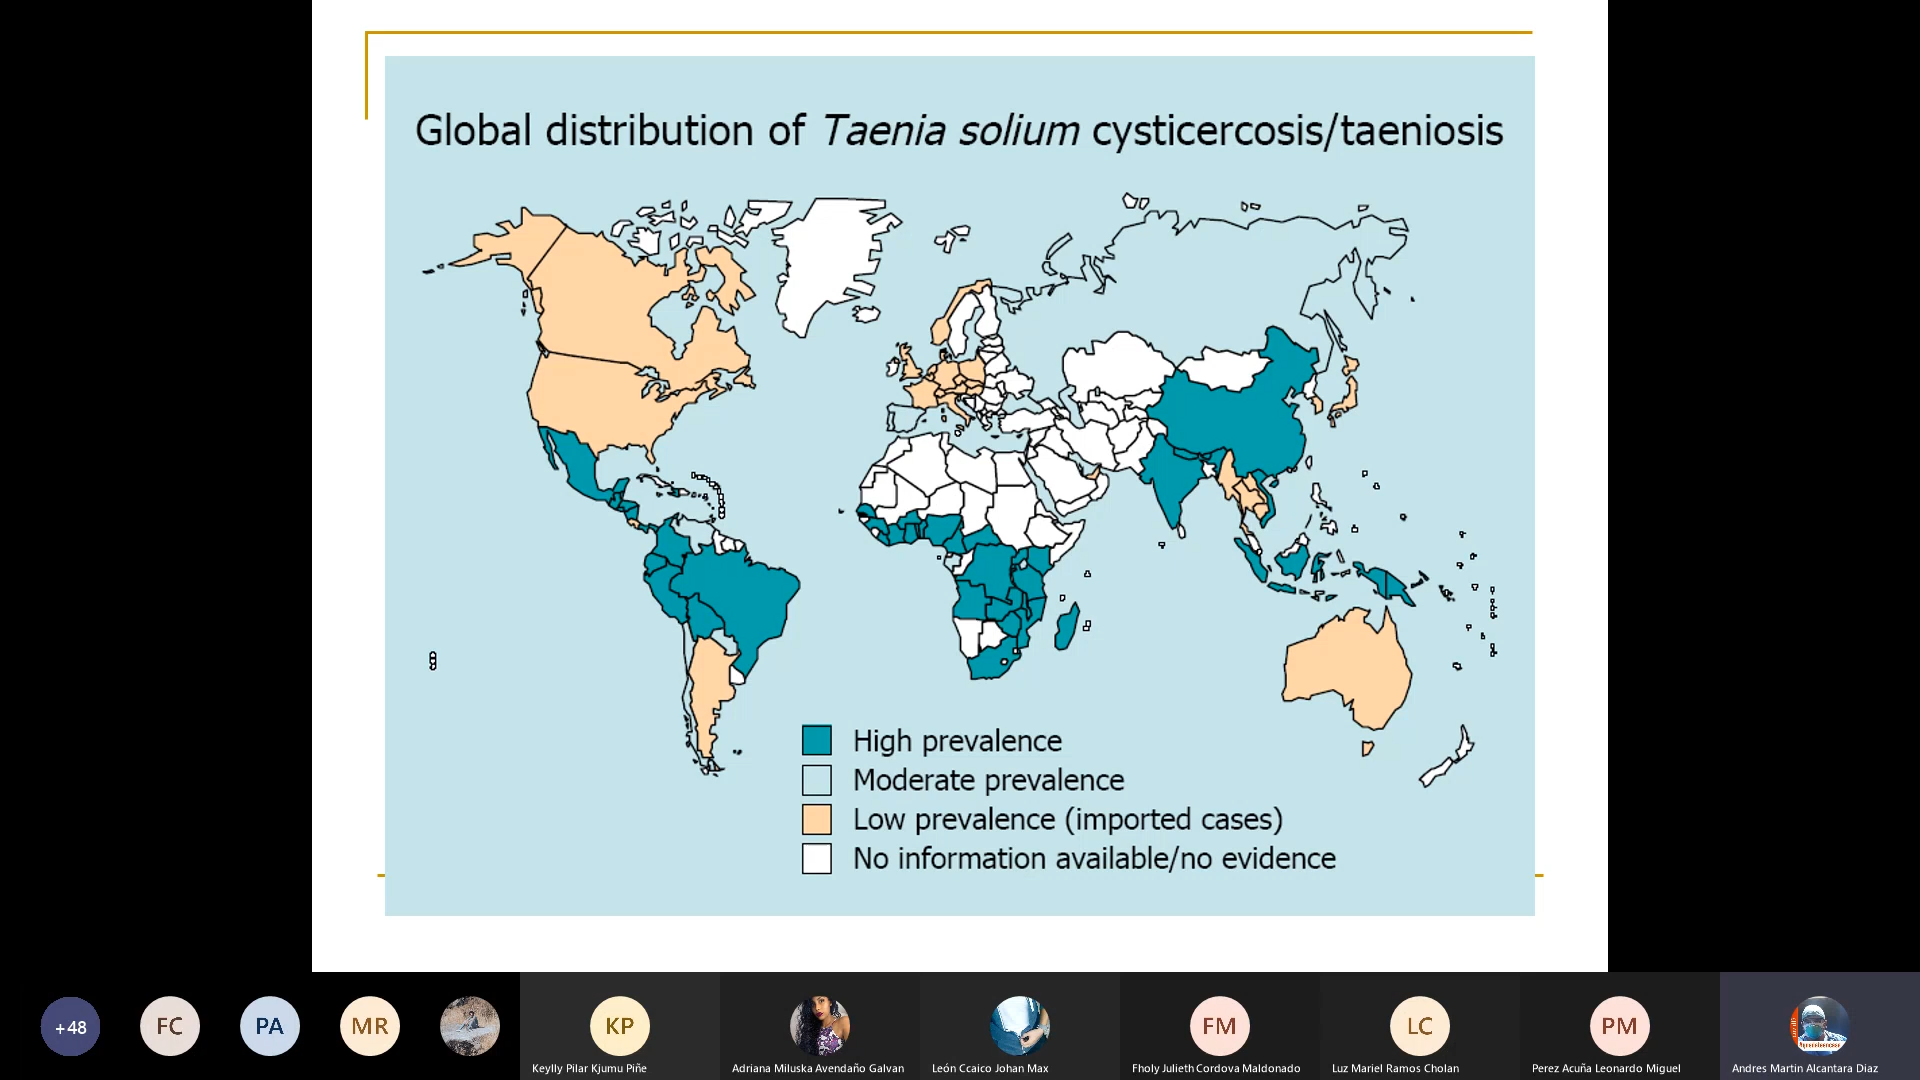 Global distribution of Taenia solium cysticercosis/taeniosis
High prevalence
Moderate prevalence
Low prevalence (imported cases)
No information available/no evidence
+48
FC
PA
MR
KP
FM
LC
PM
Keylly Pilar Kjumu Piñe
Adriana Miluska Avendaño Galvan
León Ccaico Johan Max
Fholy Julieth Cordova Maldonado
Luz Mariel Ramos Cholan
Perez Acuña Leonardo Miguel
Andres Martin Alcantara Diaz